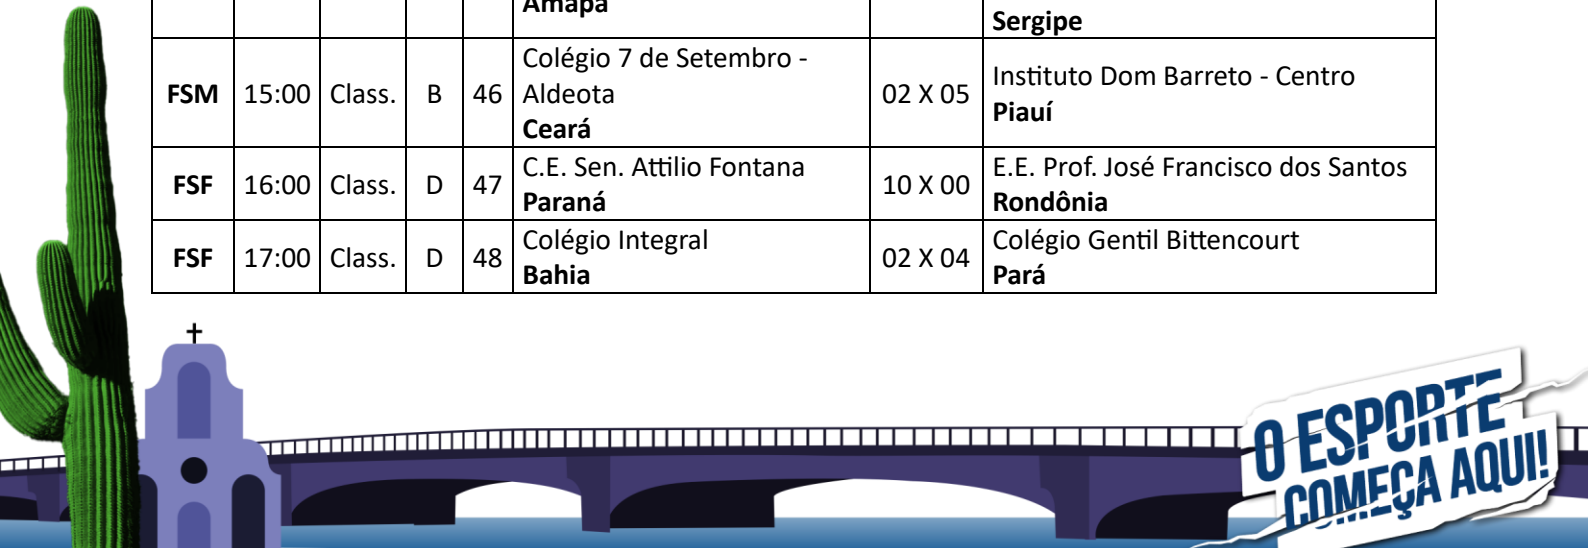 Amapá
Sergipe
FSM 15:00 Class. B 46 Colégio 7 de Setembro - Aldeota Ceará 02 X 05 Instituto Dom Barreto - Centro Piauí
FSF 16:00 Class. D 47 C.E. Sen. Attilio Fontana Paraná 10 X 00 E.E. Prof. José Francisco dos Santos Rondônia
FSF 17:00 Class. D 48 Colégio Integral Bahia 02 X 04 Colégio Gentil Bittencourt Pará
O ESPORTE
COMEÇA AQUI!